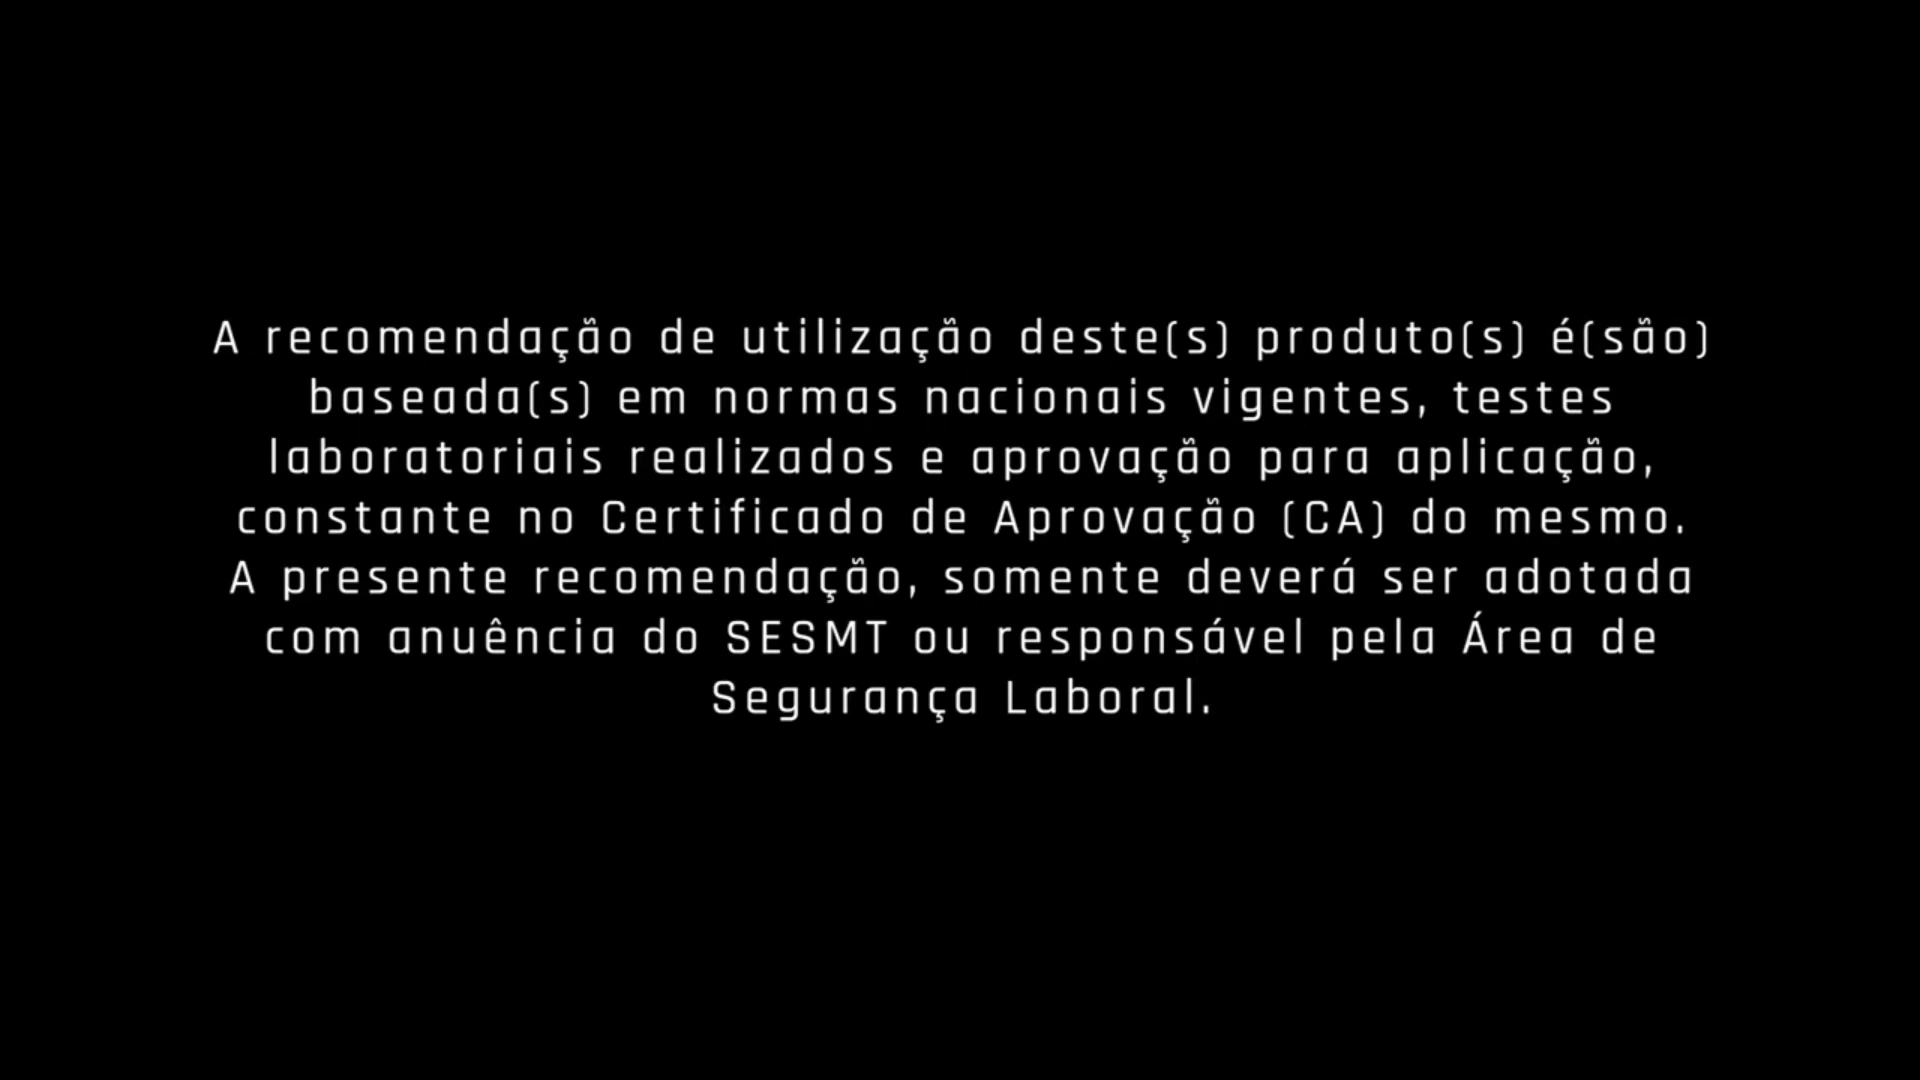 A recomendação de utilização deste(s) produto(s) é(são)
baseada(s) em normas nacionais vigentes, testes
laboratoriais realizados e aprovação para aplicação,
constante no Certificado de Aprovação (CA) do mesmo.
A presente recomendação, somente deverá ser adotada
com anuência do SESMT ou responsável pela Área de
Segurança Laboral.